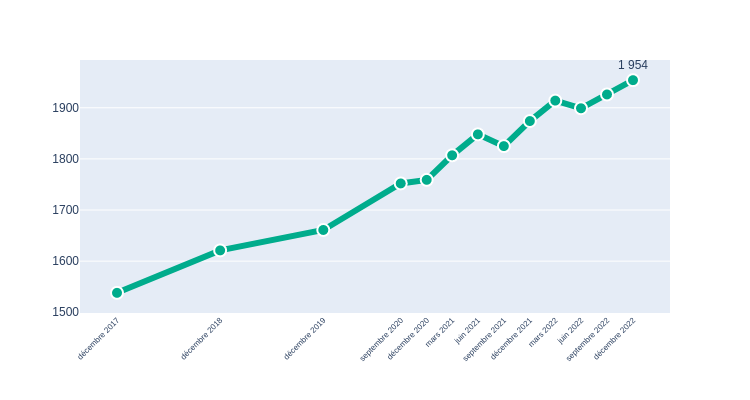 1 954
1900
1800
1700
1600
1500
décembre 2017
décembre 2018
décembre 2019
septembre 2020
décembre 2020
mars 2021
juin 2021
septembre 2021
décembre 2021
mars 2022
juin 2022
septembre 2022
décembre 2022